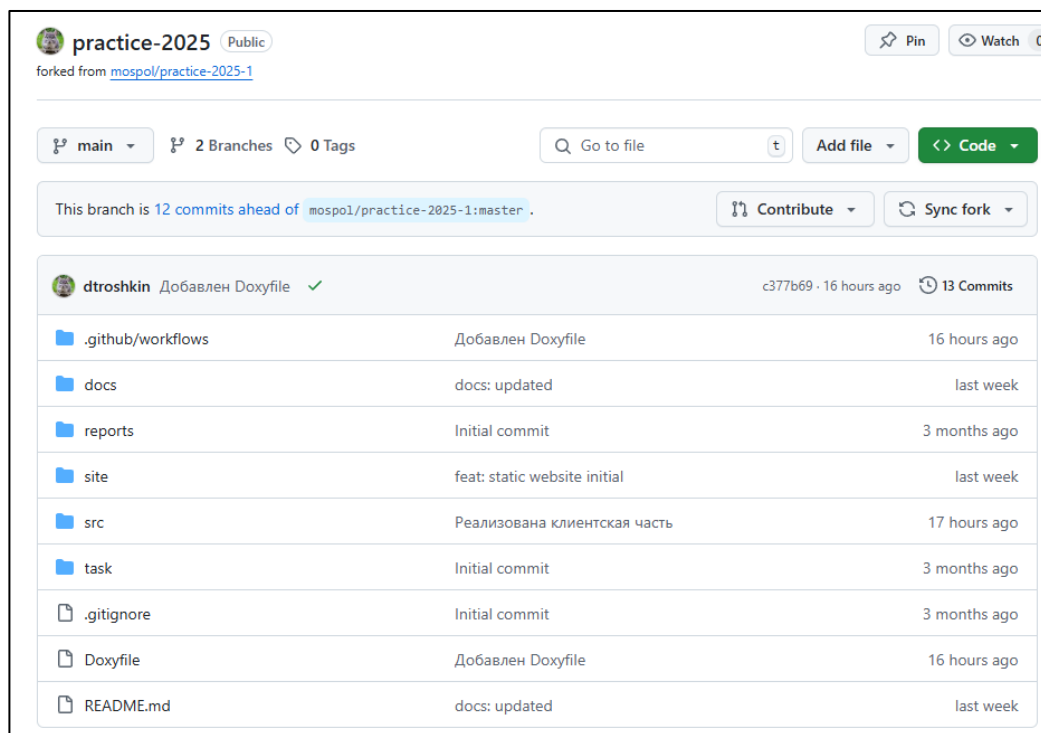 practice-2025 Public Pin Watch 0
forked from mospol/practice-2025-1
main 2 Branches 0 Tags Go to file t Add file Code
This branch is 12 commits ahead of mospol/practice-2025-1:master . Contribute Sync fork
dtroshkin Добавлен Doxyfile c377b69 · 16 hours ago 13 Commits
.github/workflows Добавлен Doxyfile 16 hours ago
docs docs: updated last week
reports Initial commit 3 months ago
site feat: static website initial last week
src Реализована клиентская часть 17 hours ago
task Initial commit 3 months ago
.gitignore Initial commit 3 months ago
Doxyfile Добавлен Doxyfile 16 hours ago
README.md docs: updated last week